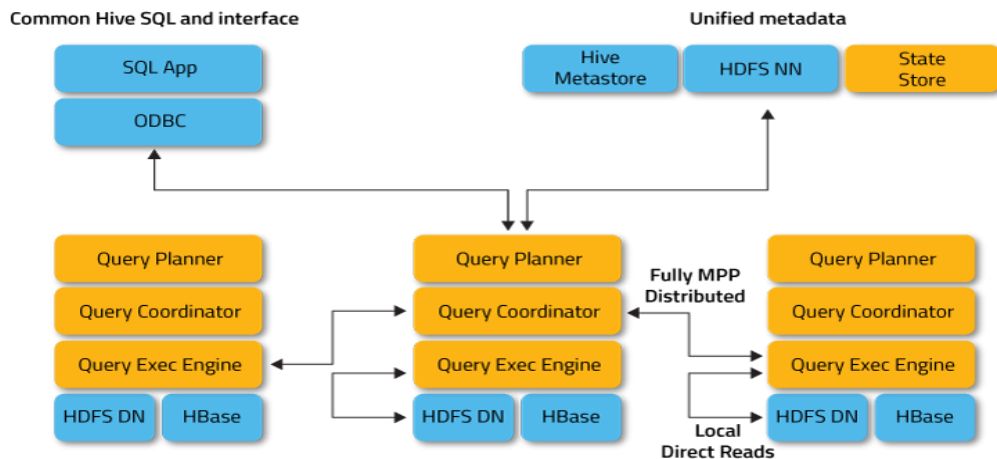 Common Hive SQL and interface
Unified metadata
SQL App
ODBC
Hive
Metastore
HDFS NN
State
Store
Query Planner
Query Coordinator
Query Exec Engine
HDFS DN
HBase
Query Planner
Query Coordinator
Query Exec Engine
HDFS DN
HBase
Fully MPP
Distributed
Local
Direct Reads
Query Planner
Query Coordinator
Query Exec Engine
HDFS DN
HBase